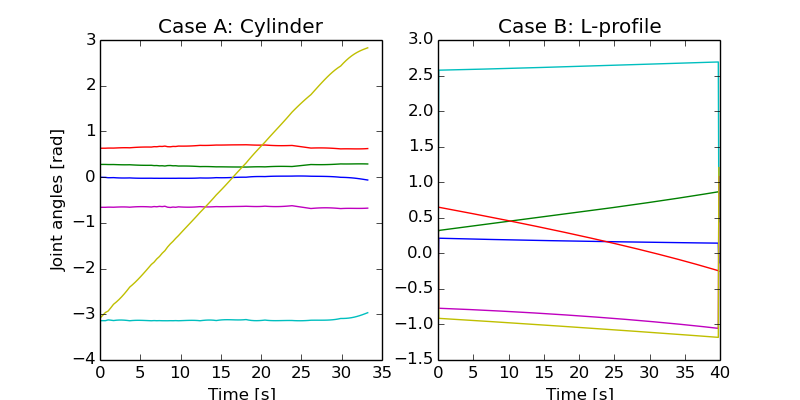 Case A: Cylinder
Case B: L-profile
Joint angles [rad]
3
2
1
0
−1
−2
−3
−4
0 5 10 15 20 25 30 35
Time [s]
3.0
2.5
2.0
1.5
1.0
0.5
0.0
−0.5
−1.0
−1.5
0 5 10 15 20 25 30 35 40
Time [s]